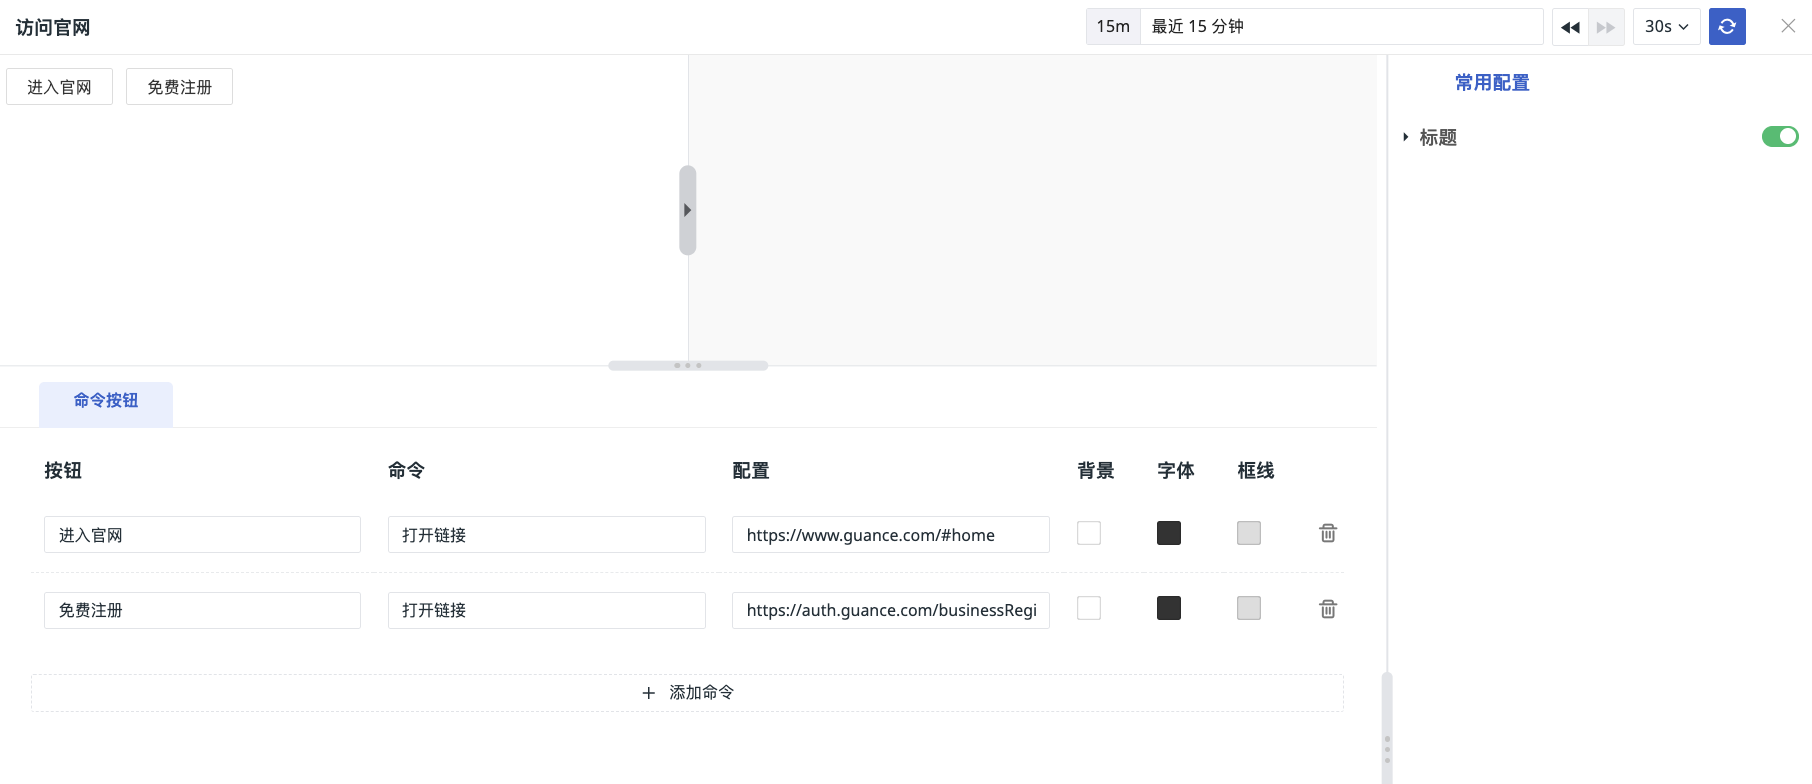 访问官网
15m 最近 15 分钟
30s
进入官网 免费注册
常用配置
标题
命令按钮
按钮 命令 配置 背景 字体 框线
进入官网 打开链接 https://www.guance.com/#home
免费注册 打开链接 https://auth.guance.com/businessRegi
+ 添加命令